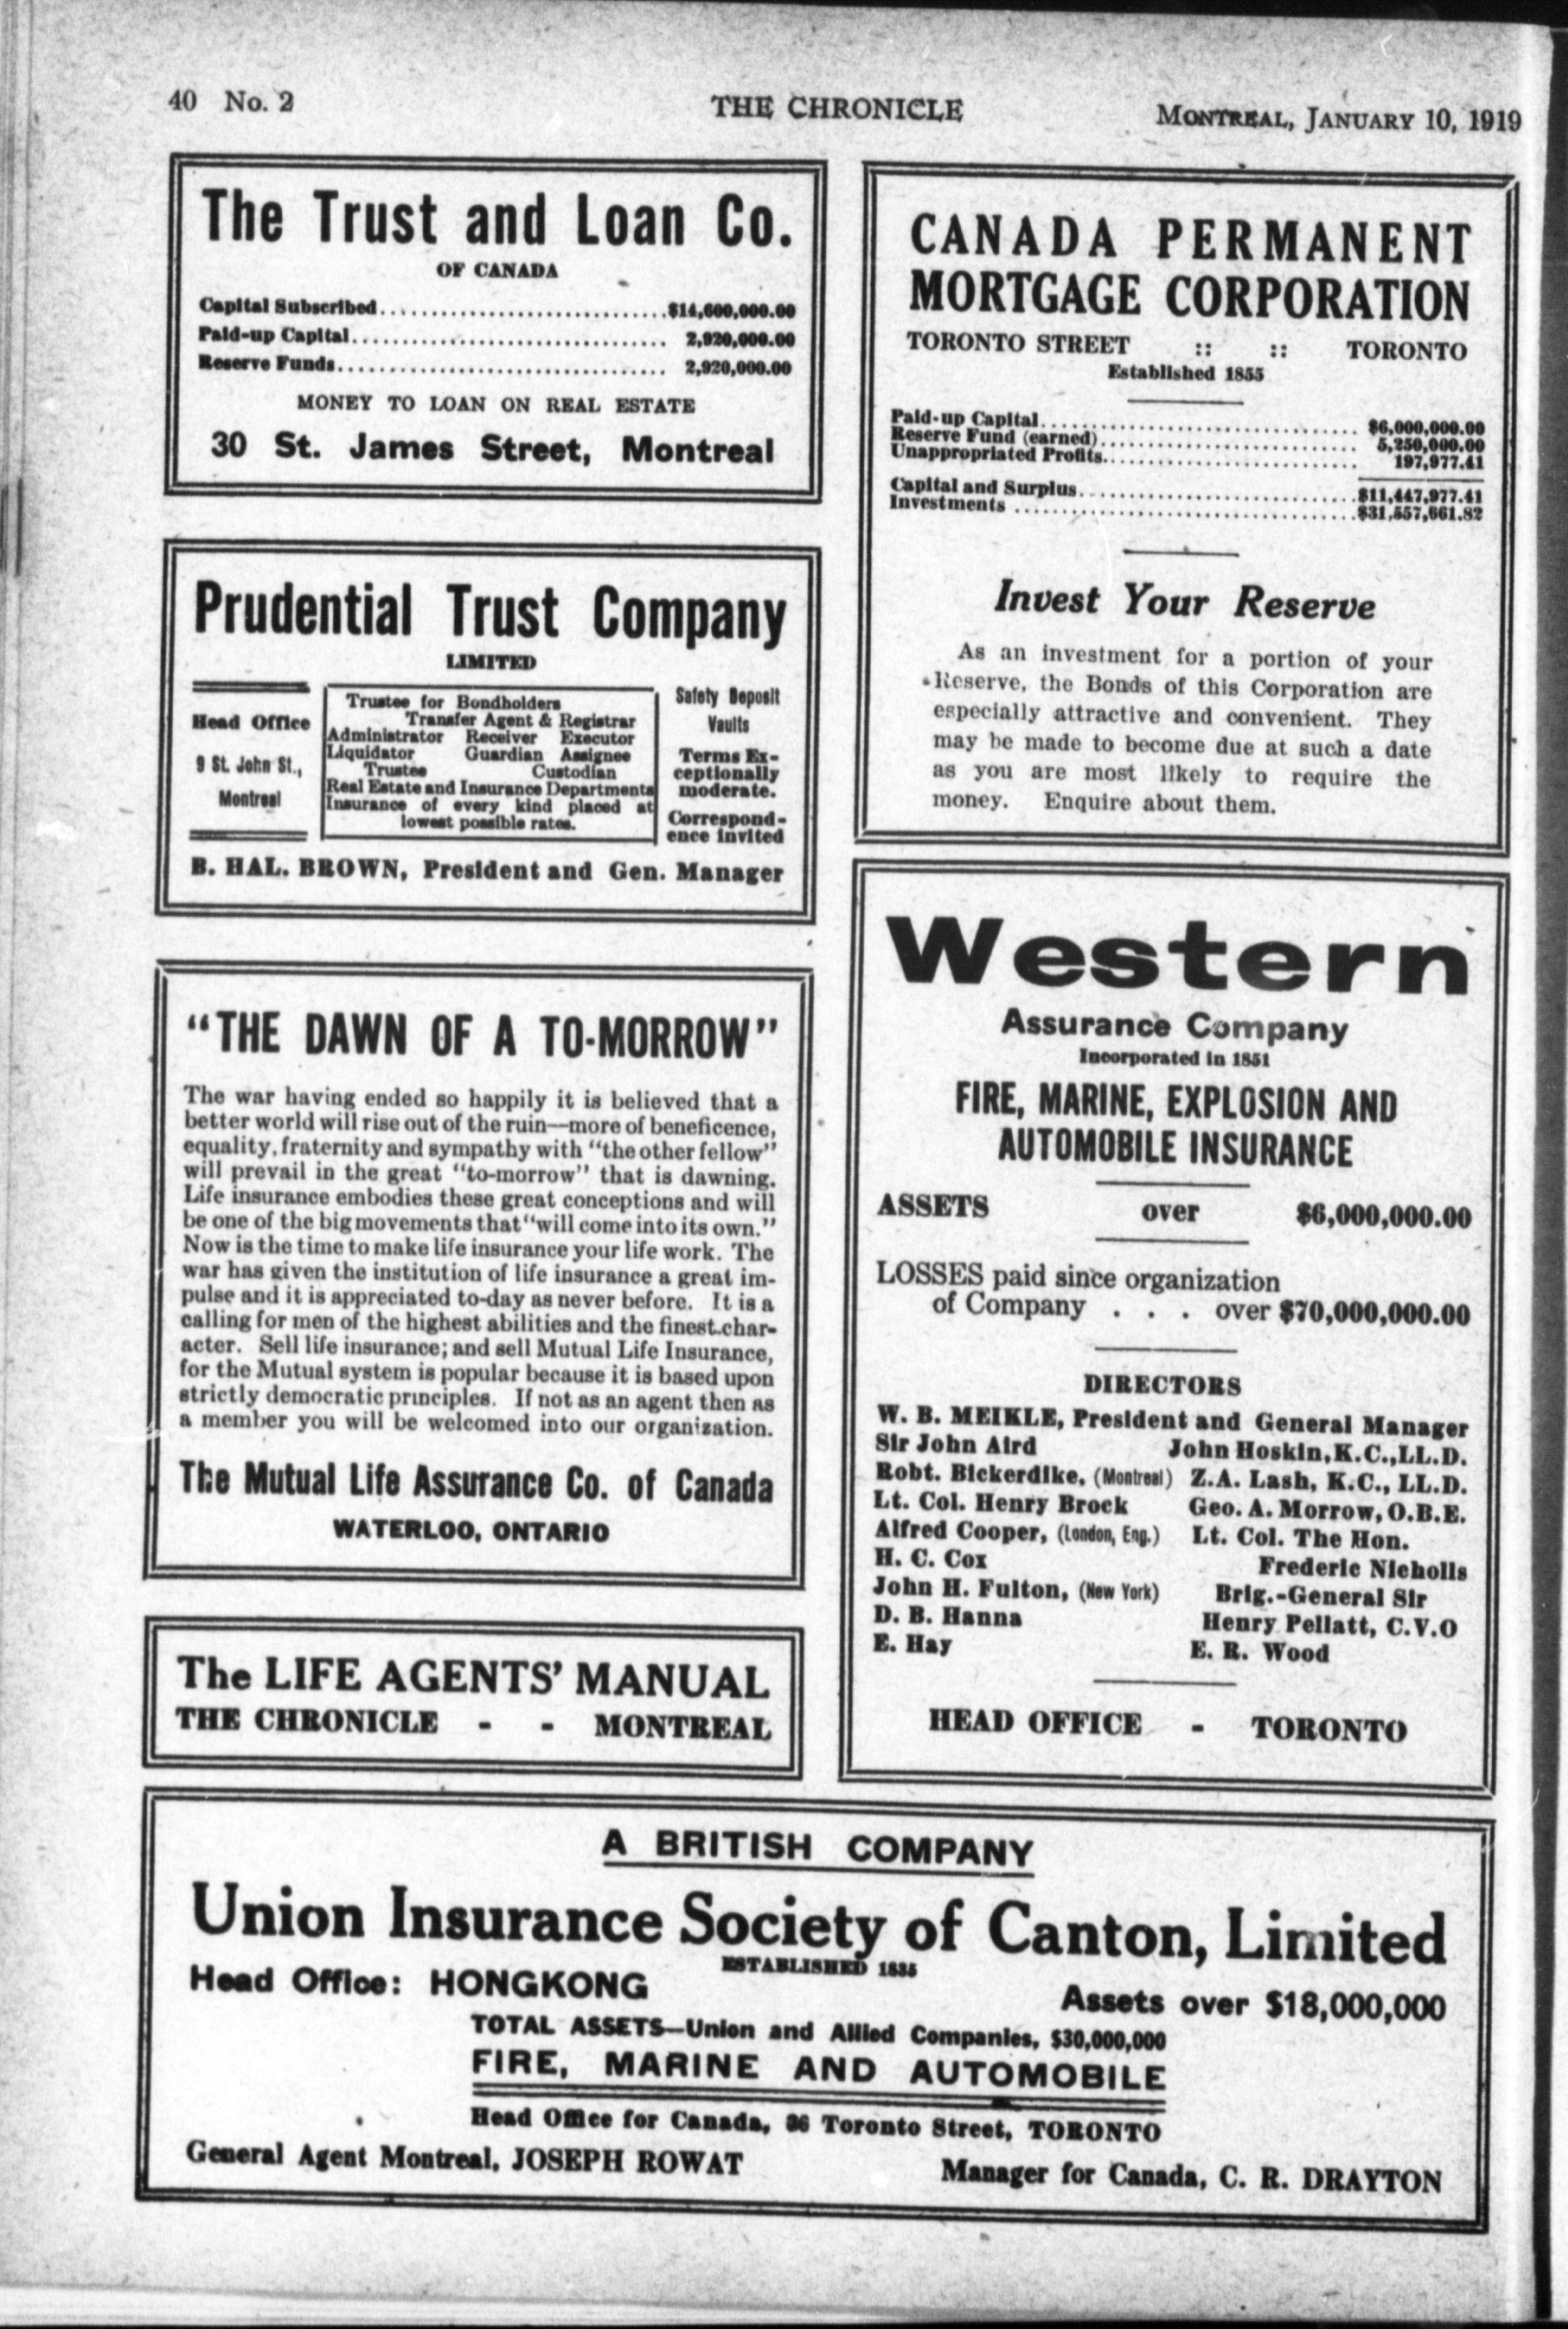 40 No. 2
THE CHRONICLE
MONTREAL, JANUARY 10, 1919
The Trust and Loan Co.
OF CANADA
Capital Subscribed..............................$14,600,000.00
Paid-up Capital................................ 2,920,000.00
Reserve Funds................................. 2,920,000.00
MONEY TO LOAN ON REAL ESTATE
30 St. James Street, Montreal
Prudential Trust Company
LIMITED
Head Office
9 St. John St.,
Montreal
Trustee for Bondholders
Transfer Agent & Registrar
Administrator Receiver Executor
Liquidator Guardian Assignee
Trustee Custodian
Real Estate and Insurance Departments
Insurance of every kind placed at
lowest possible rates.
Safety Deposit
Vaults
Terms Ex-
ceptionally
moderate.
Correspond-
ence invited
B. HAL. BROWN, President and Gen. Manager
"THE DAWN OF A TO-MORROW"
The war having ended so happily it is believed that a
better world will rise out of the ruin—more of beneficence,
equality, fraternity and sympathy with "the other fellow"
will prevail in the great "to-morrow" that is dawning.
Life insurance embodies these great conceptions and will
be one of the big movements that "will come into its own."
Now is the time to make life insurance your life work. The
war has given the institution of life insurance a great im-
pulse and it is appreciated to-day as never before. It is a
calling for men of the highest abilities and the finest char-
acter. Sell life insurance; and sell Mutual Life Insurance,
for the Mutual system is popular because it is based upon
strictly democratic principles. If not as an agent then as
a member you will be welcomed into our organization.
The Mutual Life Assurance Co. of Canada
WATERLOO, ONTARIO
The LIFE AGENTS' MANUAL
THE CHRONICLE - - MONTREAL
CANADA PERMANENT
MORTGAGE CORPORATION
TORONTO STREET :: :: TORONTO
Established 1855
Paid-up Capital................................ $6,000,000.00
Reserve Fund (earned).......................... 5,250,000.00
Unappropriated Profits......................... 197,977.41
Capital and Surplus............................$11,447,977.41
Investments ...................................$31,557,661.82
Invest Your Reserve
As an investment for a portion of your
Reserve, the Bonds of this Corporation are
especially attractive and convenient. They
may be made to become due at such a date
as you are most likely to require the
money. Enquire about them.
Western
Assurance Company
Incorporated in 1851
FIRE, MARINE, EXPLOSION AND
AUTOMOBILE INSURANCE
ASSETS over $6,000,000.00
LOSSES paid since organization
of Company . . . over $70,000,000.00
DIRECTORS
W. B. MEIKLE, President and General Manager
Sir John Aird John Hoskin, K.C., LL.D.
Robt. Bickerdike, (Montreal) Z.A. Lash, K.C., LL.D.
Lt. Col. Henry Brock Geo. A. Morrow, O.B.E.
Alfred Cooper, (London, Eng.) Lt. Col. The Hon.
H. C. Cox Frederic Nicholls
John H. Fulton, (New York) Brig.-General Sir
D. B. Hanna Henry Pellatt, C.V.O
E. Hay E. R. Wood
HEAD OFFICE - TORONTO
A BRITISH COMPANY
Union Insurance Society of Canton, Limited
ESTABLISHED 1835
Head Office: HONGKONG Assets over $18,000,000
TOTAL ASSETS—Union and Allied Companies, $30,000,000
FIRE, MARINE AND AUTOMOBILE
Head Office for Canada, 36 Toronto Street, TORONTO
General Agent Montreal, JOSEPH ROWAT
Manager for Canada, C. R. DRAYTON